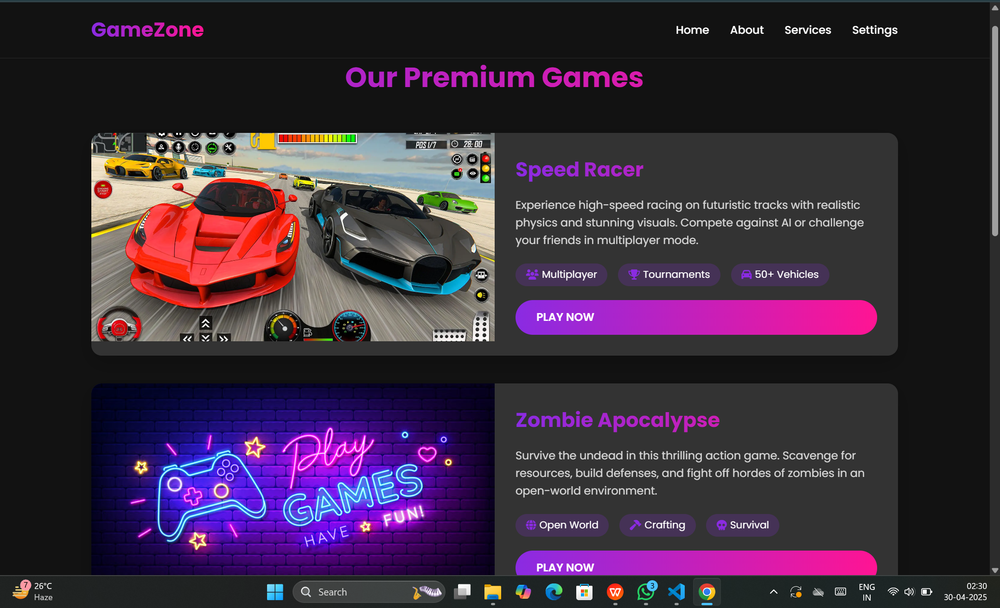 GameZone
Home About Services Settings
Our Premium Games
POS 1/7
28:00
ENGINE
START
STOP
Speed Racer
Experience high-speed racing on futuristic tracks with realistic
physics and stunning visuals. Compete against AI or challenge
your friends in multiplayer mode.
Multiplayer Tournaments 50+ Vehicles
PLAY NOW
Play
GAMES
HAVE FUN!
Zombie Apocalypse
Survive the undead in this thrilling action game. Scavenge for
resources, build defenses, and fight off hordes of zombies in an
open-world environment.
Open World Crafting Survival
PLAY NOW
7
26°C
Haze
Search
3
ENG
IN
02:30
30-04-2025